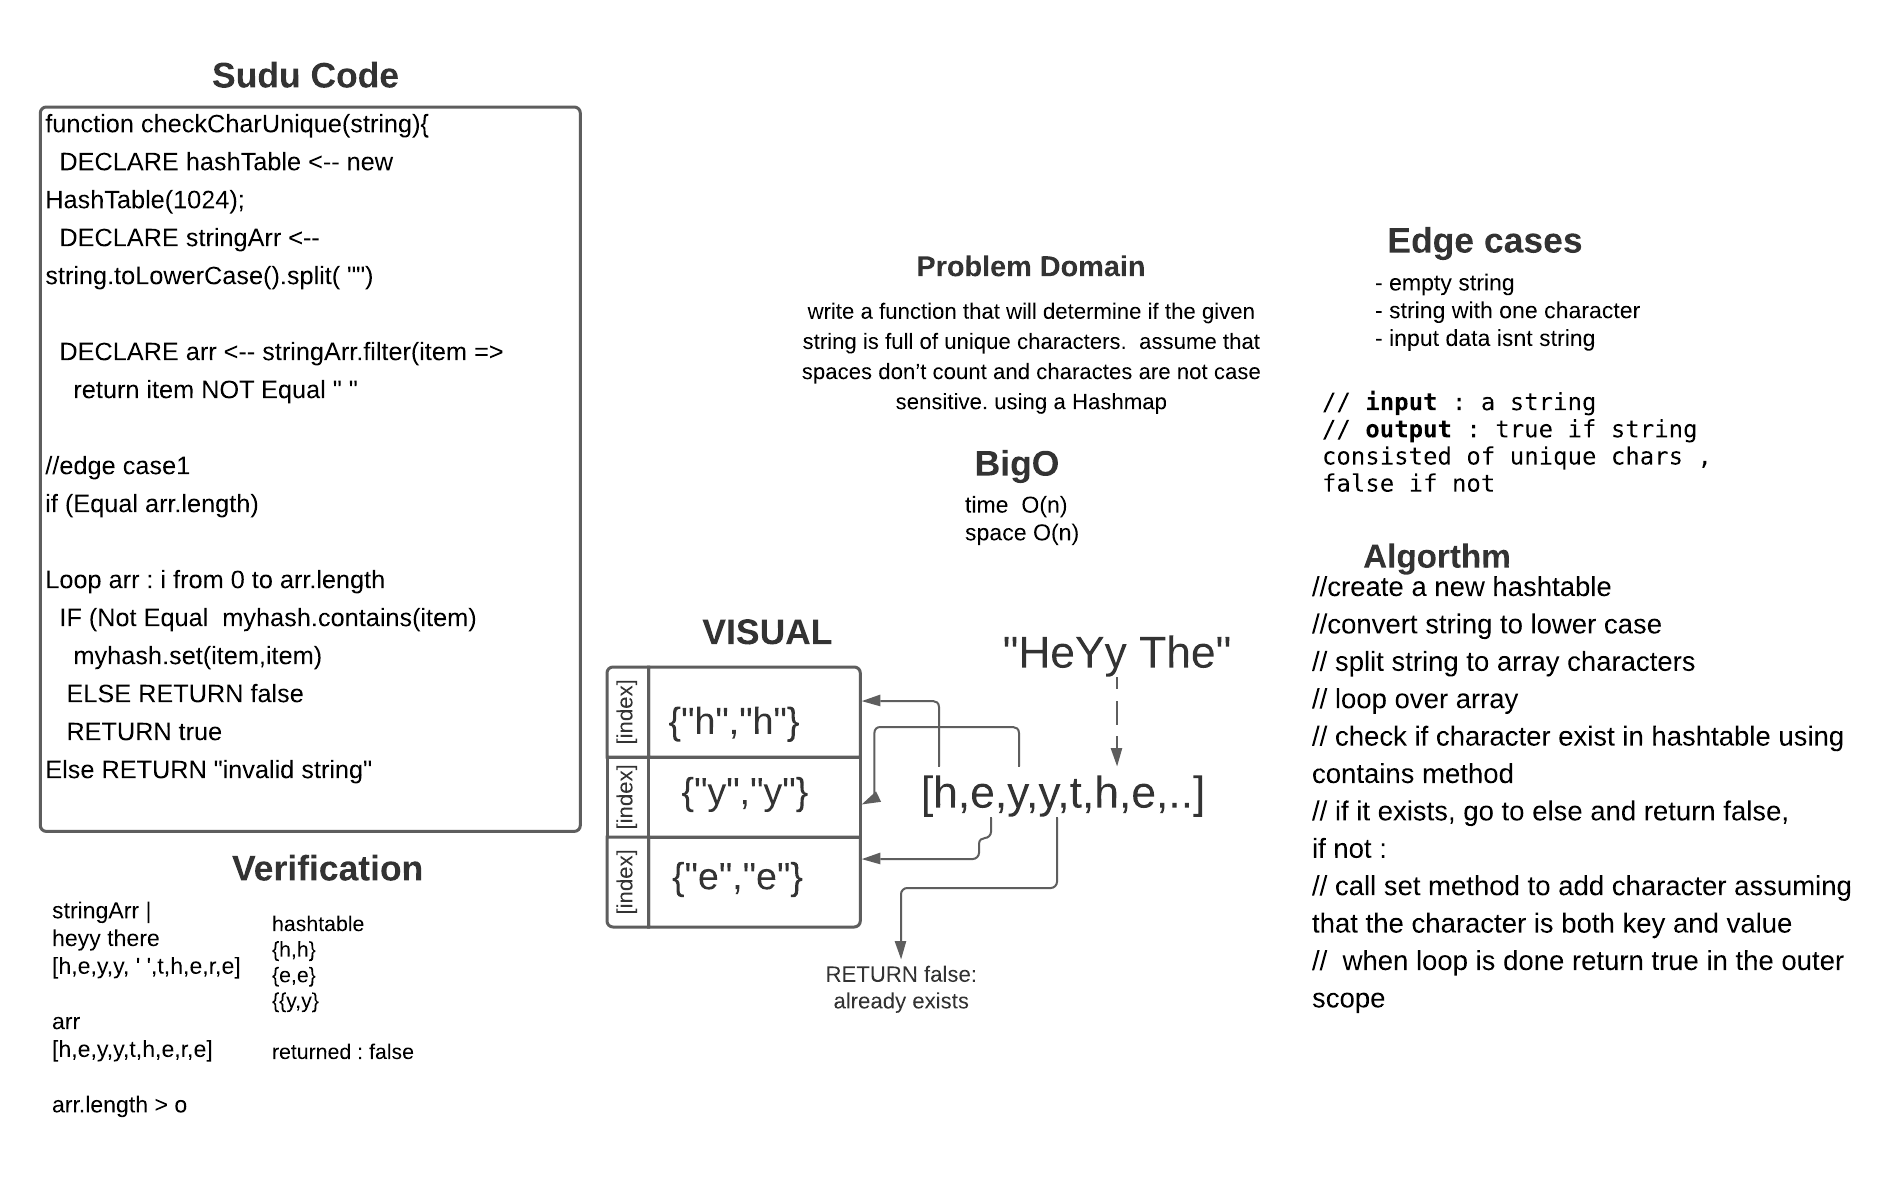 Sudu Code
function checkCharUnique(string){
DECLARE hashTable <-- new
HashTable(1024);
DECLARE stringArr <--
string.toLowerCase().split( "")
DECLARE arr <-- stringArr.filter(item =>
return item NOT Equal " "
//edge case1
if (Equal arr.length)
Loop arr : i from 0 to arr.length
IF (Not Equal  myhash.contains(item)
myhash.set(item,item)
ELSE RETURN false
RETURN true
Else RETURN "invalid string"
Verification
stringArr |
heyy there
[h,e,y,y, ' ',t,h,e,r,e]
arr
[h,e,y,y,t,h,e,r,e]
arr.length > o
hashtable
{h,h}
{e,e}
{{y,y}
returned : false
Problem Domain
write a function that will determine if the given
string is full of unique characters.  assume that
spaces don't count and charactes are not case
sensitive. using a Hashmap
BigO
time  O(n)
space O(n)
VISUAL
[index]
{"h","h"}
[index]
{"y","y"}
[index]
{"e","e"}
"HeYy The"
[h,e,y,y,t,h,e,..]
RETURN false:
already exists
Edge cases
- empty string
- string with one character
- input data isnt string
// input : a string
// output : true if string
consisted of unique chars ,
false if not
Algorthm
//create a new hashtable
//convert string to lower case
// split string to array characters
// loop over array
// check if character exist in hashtable using
contains method
// if it exists, go to else and return false,
if not :
// call set method to add character assuming
that the character is both key and value
//  when loop is done return true in the outer
scope